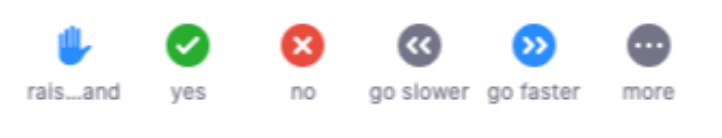 rais...and yes no go slower go faster more